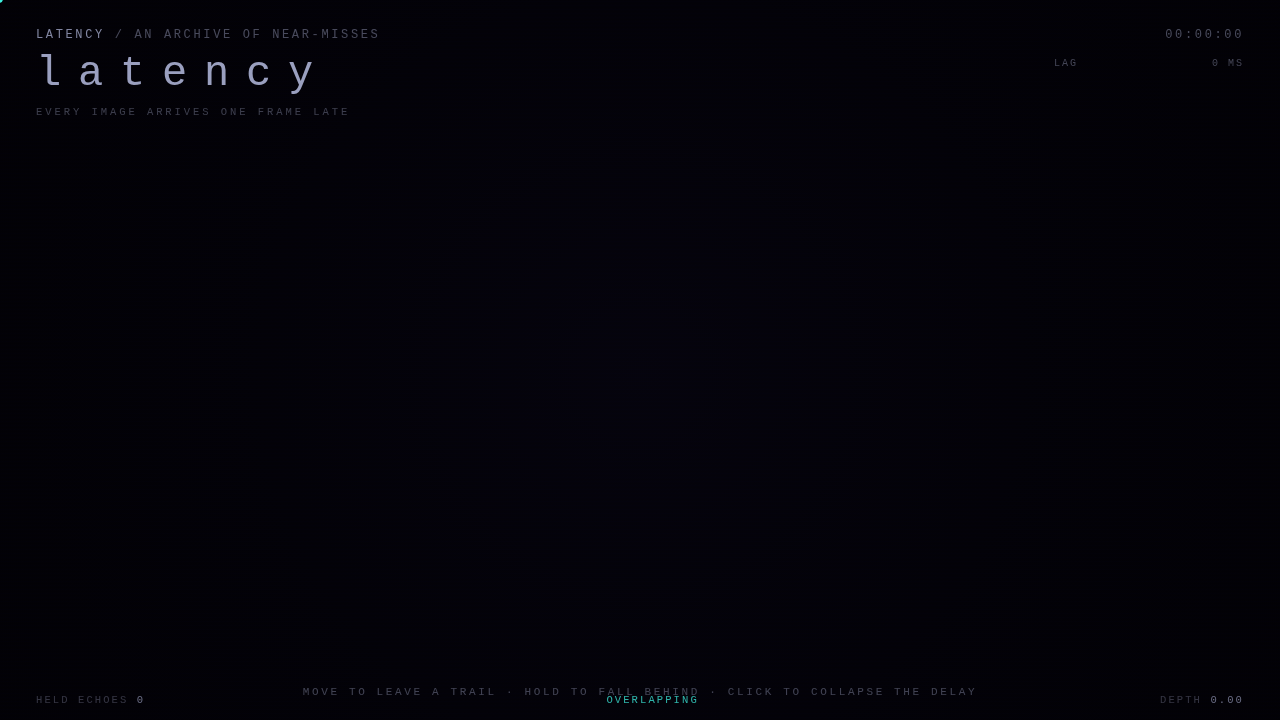 LATENCY / AN ARCHIVE OF NEAR-MISSES
00:00:00
latency
LAG 0 MS
EVERY IMAGE ARRIVES ONE FRAME LATE
MOVE TO LEAVE A TRAIL · HOLD TO FALL BEHIND · CLICK TO COLLAPSE THE DELAY
HELD ECHOES 0
OVERLAPPING
DEPTH 0.00